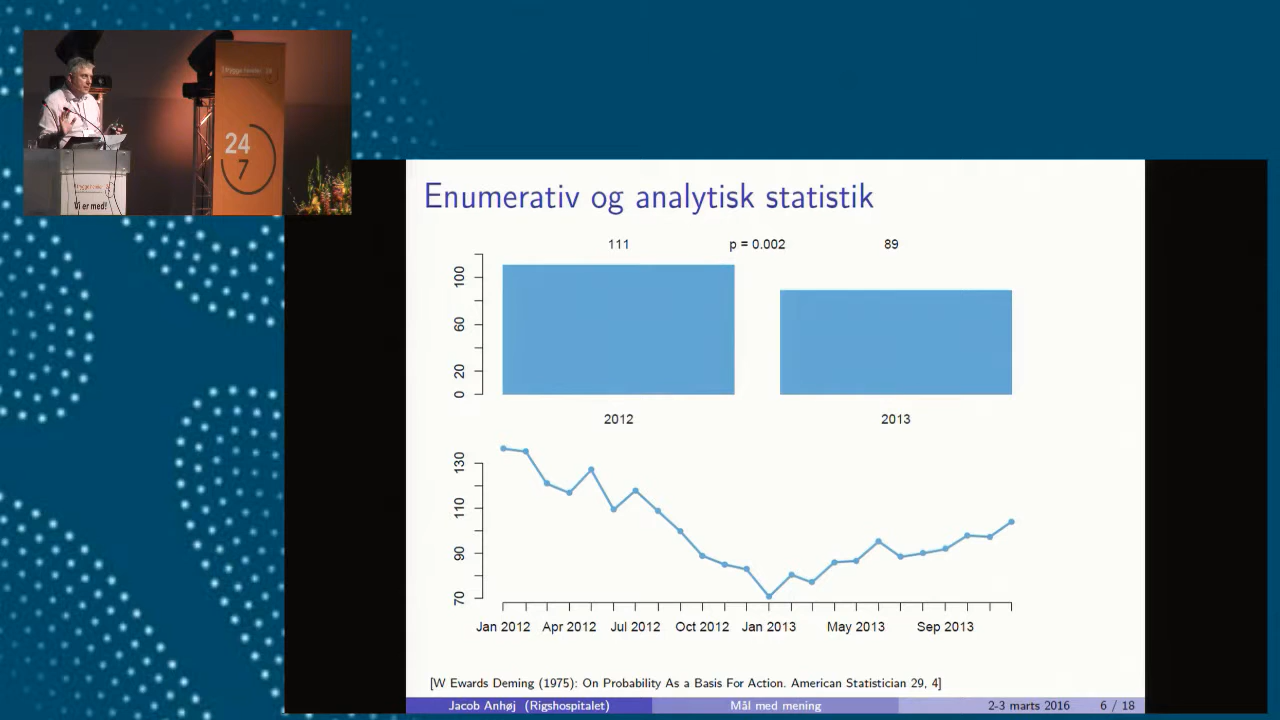 24
7
Vi er med!
Enumerativ og analytisk statistik
111 p = 0.002 89
100
60
20
0
2012 2013
130
110
90
70
Jan 2012 Apr 2012 Jul 2012 Oct 2012 Jan 2013 May 2013 Sep 2013
[W Ewards Deming (1975): On Probability As a Basis For Action. American Statistician 29, 4]
Jacob Anhøj (Rigshospitalet) Mål med mening 2-3 marts 2016 6 / 18